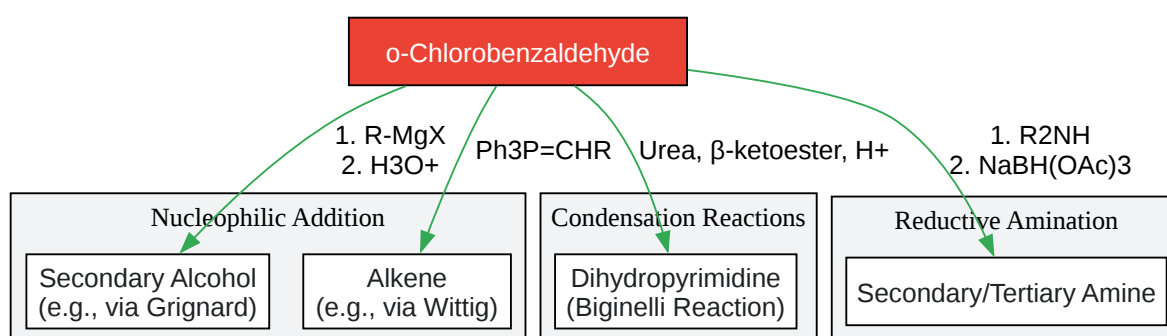 o-Chlorobenzaldehyde
1. R-MgX
2. H3O+
Ph3P=CHR
Urea, β-ketoester, H+
1. R2NH
2. NaBH(OAc)3
Nucleophilic Addition
Secondary Alcohol
(e.g., via Grignard)
Alkene
(e.g., via Wittig)
Condensation Reactions
Dihydropyrimidine
(Biginelli Reaction)
Reductive Amination
Secondary/Tertiary Amine